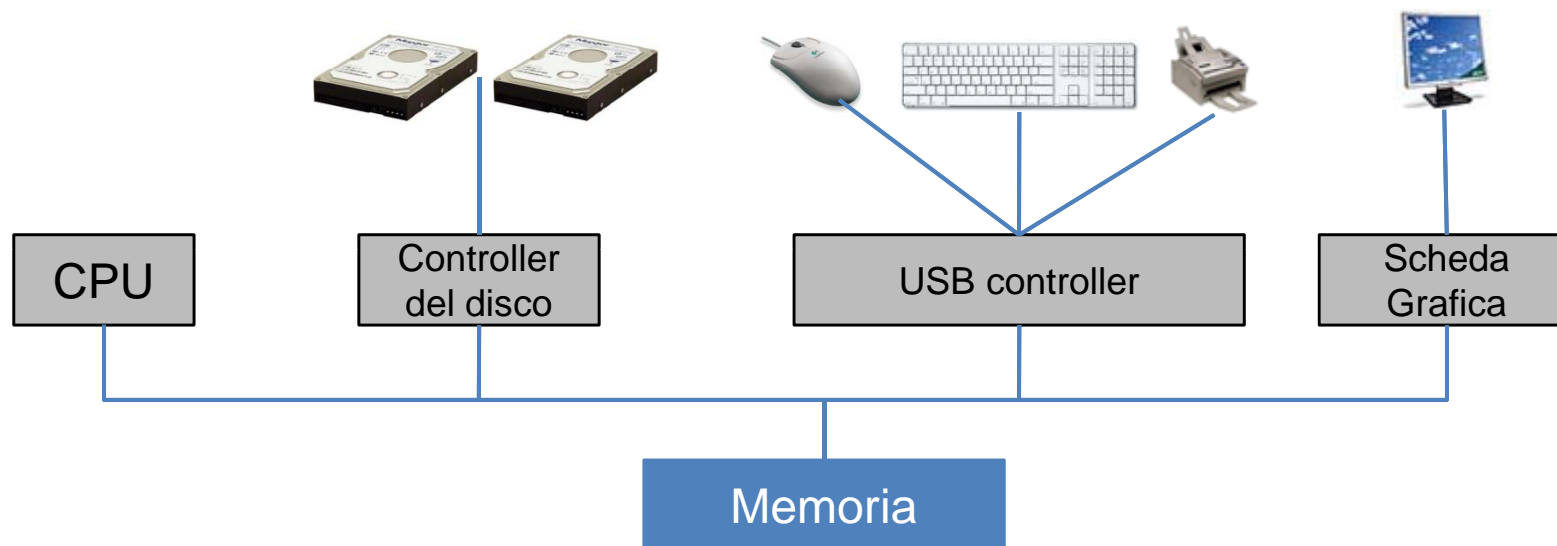 CPU
Controller
del disco
USB controller
Scheda
Grafica
Memoria